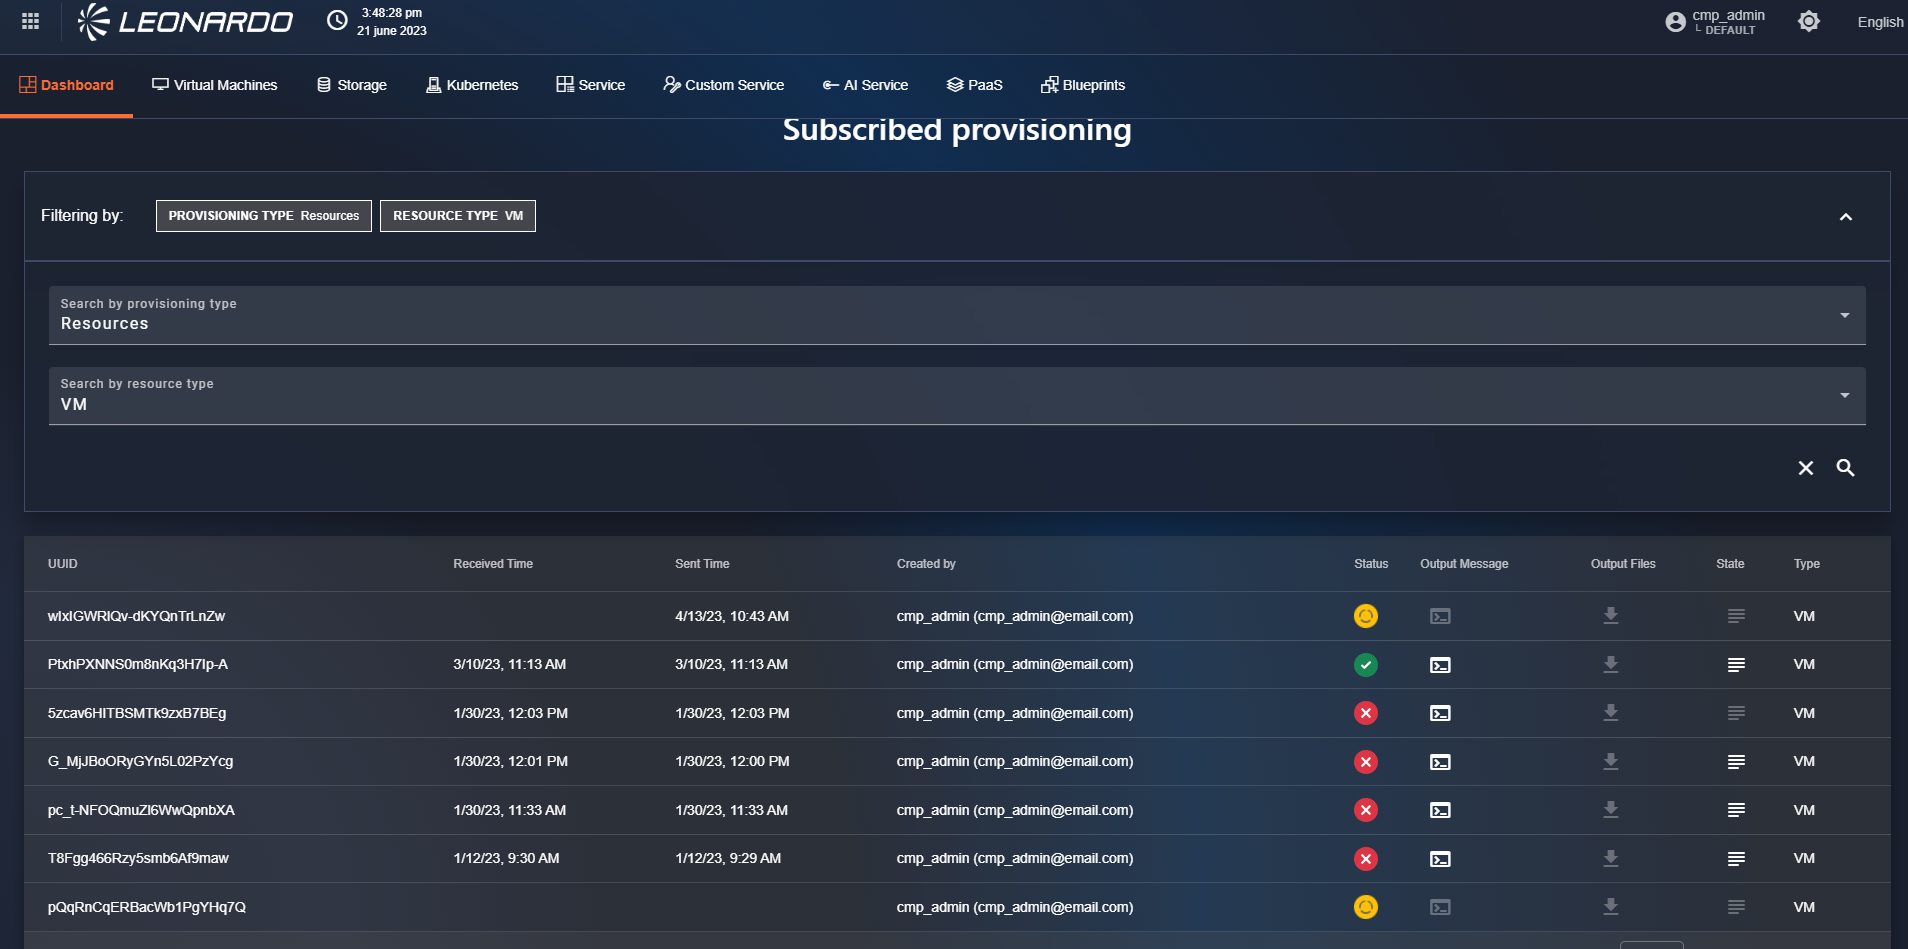 LEONARDO
3:48:28 pm
21 june 2023
cmp_admin
DEFAULT
English
Dashboard
Virtual Machines
Storage
Kubernetes
Service
Custom Service
AI Service
PaaS
Blueprints
Subscribed provisioning
Filtering by: PROVISIONING TYPE Resources RESOURCE TYPE VM
Search by provisioning type
Resources
Search by resource type
VM
UUID Received Time Sent Time Created by Status Output Message Output Files State Type
wIxIGWRlQv-dKYQnTrLnZw 4/13/23, 10:43 AM cmp_admin (cmp_admin@email.com) VM
PtxhPXNNS0m8nKq3H7Ip-A 3/10/23, 11:13 AM 3/10/23, 11:13 AM cmp_admin (cmp_admin@email.com) VM
5zcav6HITBSMTk9zxB7BEg 1/30/23, 12:03 PM 1/30/23, 12:03 PM cmp_admin (cmp_admin@email.com) VM
G_MjJBoORyGYn5L02PzYcg 1/30/23, 12:01 PM 1/30/23, 12:00 PM cmp_admin (cmp_admin@email.com) VM
pc_t-NFOQmuZl6WwQpnbXA 1/30/23, 11:33 AM 1/30/23, 11:33 AM cmp_admin (cmp_admin@email.com) VM
T8Fgg466Rzy5smb6Af9maw 1/12/23, 9:30 AM 1/12/23, 9:29 AM cmp_admin (cmp_admin@email.com) VM
pQqRnCqERBacWb1PgYHq7Q cmp_admin (cmp_admin@email.com) VM